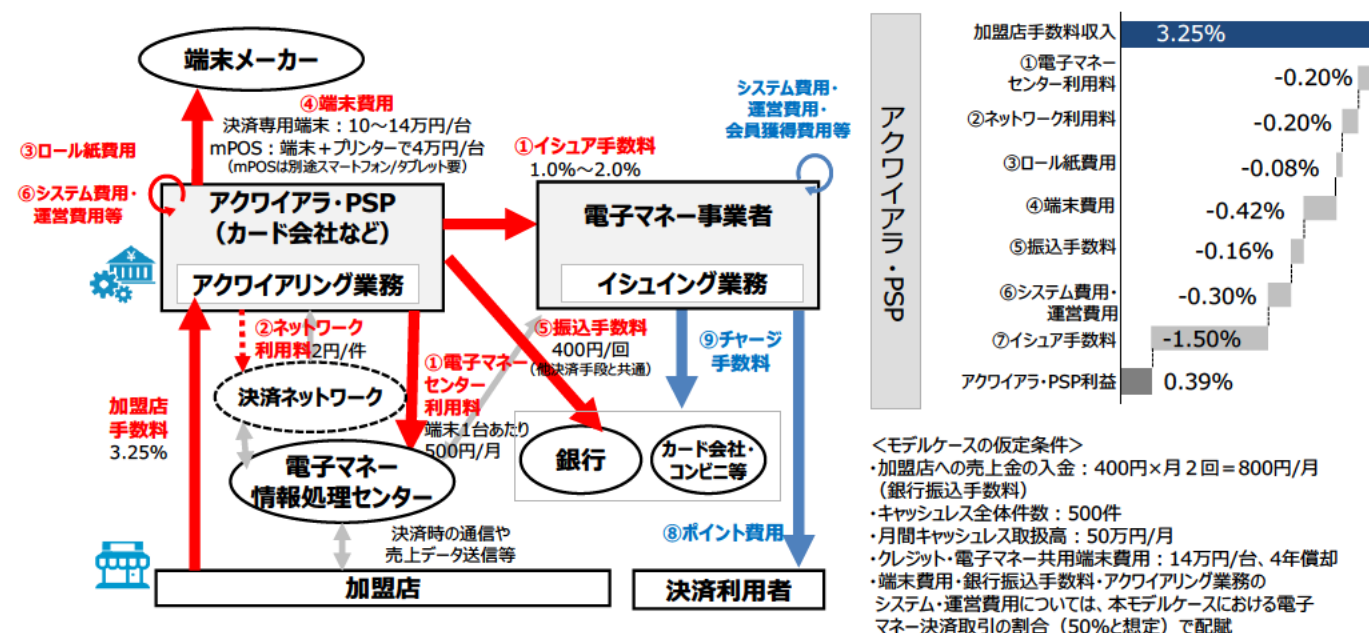 端末メーカー
④端末費用
決済専用端末：10～14万円/台
mPOS：端末＋プリンターで4万円/台
（mPOSは別途スマートフォン/タブレット要）
③ロール紙費用
⑥システム費用・
運営費用等
①イシュア手数料
1.0%～2.0%
システム費用・
運営費用・
会員獲得費用等
アクワイアラ・PSP
（カード会社など）
アクワイアリング業務
電子マネー事業者
イシュイング業務
②ネットワーク
利用料2円/件
決済ネットワーク
①電子マネー
センター
利用料
端末1台あたり
500円/月
⑤振込手数料
400円/回
（他決済手段と共通）
⑨チャージ
手数料
加盟店
手数料
3.25%
電子マネー
情報処理センター
銀行
カード会社・
コンビニ等
決済時の通信や
売上データ送信等
⑧ポイント費用
加盟店
決済利用者
アクワイアラ・PSP
加盟店手数料収入 3.25%
①電子マネー
センター利用料 -0.20%
②ネットワーク利用料 -0.20%
③ロール紙費用 -0.08%
④端末費用 -0.42%
⑤振込手数料 -0.16%
⑥システム費用・
運営費用 -0.30%
⑦イシュア手数料 -1.50%
アクワイアラ・PSP利益 0.39%
＜モデルケースの仮定条件＞
・加盟店への売上金の入金：400円×月２回＝800円/月
（銀行振込手数料）
・キャッシュレス全体件数：500件
・月間キャッシュレス取扱高：50万円/月
・クレジット・電子マネー共用端末費用：14万円/台、4年償却
・端末費用・銀行振込手数料・アクワイアリング業務の
システム・運営費用については、本モデルケースにおける電子
マネー決済取引の割合（50%と想定）で配賦